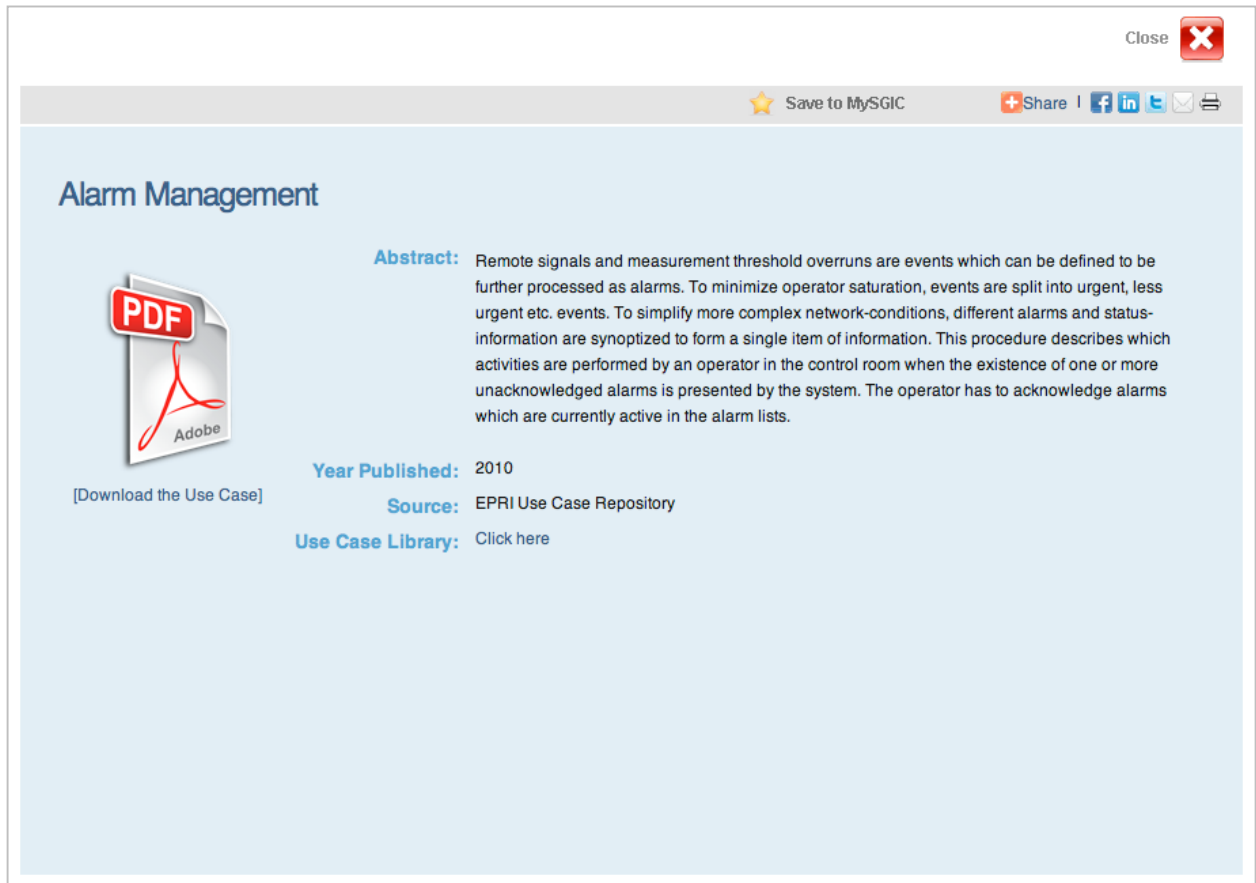 Close
Save to MySGIC
Share |
Alarm Management
Abstract:
Remote signals and measurement threshold overruns are events which can be defined to be
further processed as alarms. To minimize operator saturation, events are split into urgent, less
urgent etc. events. To simplify more complex network-conditions, different alarms and status-
information are synoptized to form a single item of information. This procedure describes which
activities are performed by an operator in the control room when the existence of one or more
unacknowledged alarms is presented by the system. The operator has to acknowledge alarms
which are currently active in the alarm lists.
PDF
Adobe
[Download the Use Case]
Year Published: 2010
Source: EPRI Use Case Repository
Use Case Library: Click here